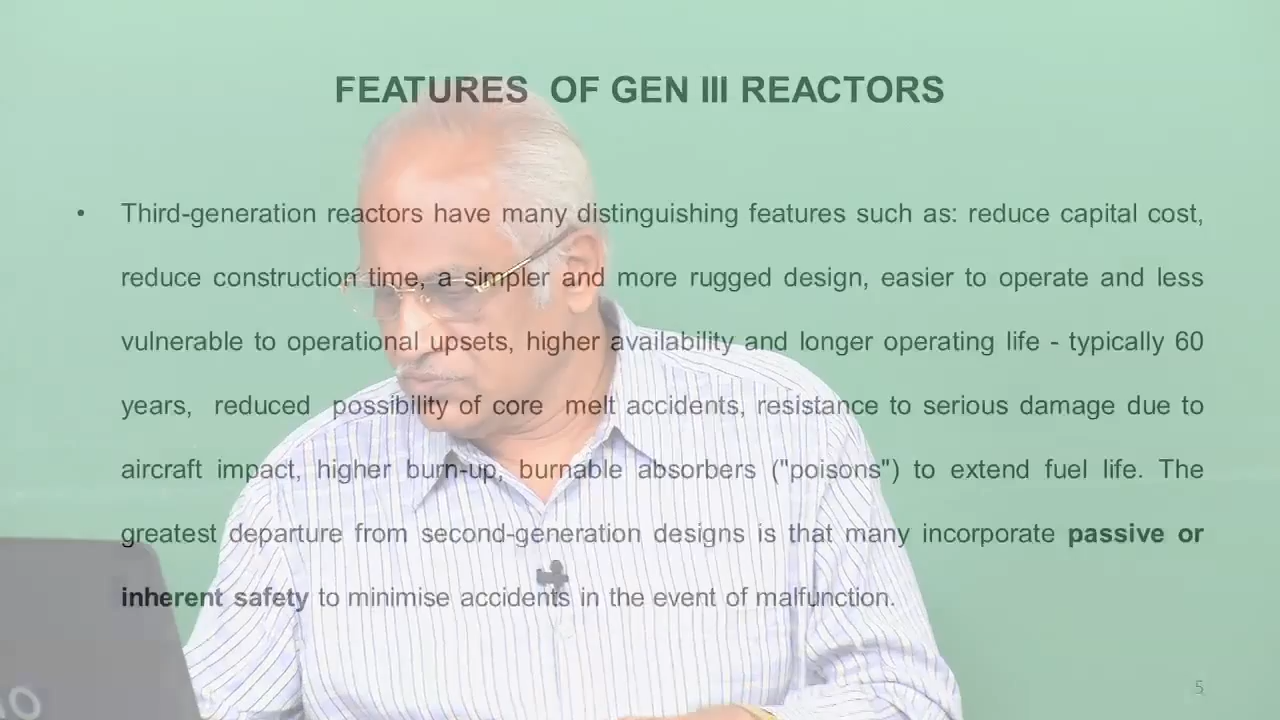 FEATURES OF GEN III REACTORS
• Third-generation reactors have many distinguishing features such as: reduce capital cost,
reduce construction time, a simpler and more rugged design, easier to operate and less
vulnerable to operational upsets, higher availability and longer operating life - typically 60
years, reduced possibility of core melt accidents, resistance to serious damage due to
aircraft impact, higher burn-up, burnable absorbers ("poisons") to extend fuel life. The
greatest departure from second-generation designs is that many incorporate passive or
inherent safety to minimise accidents in the event of malfunction.
5